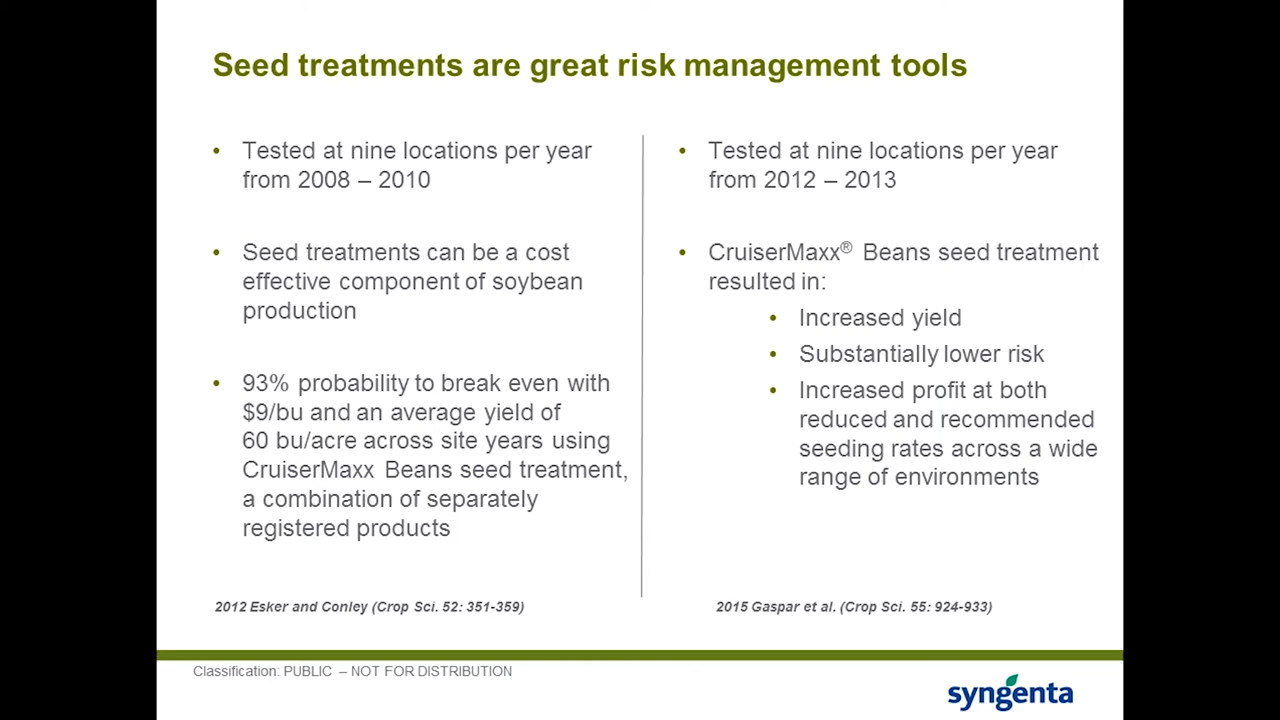 Seed treatments are great risk management tools
• Tested at nine locations per year
from 2008 – 2010
• Seed treatments can be a cost
effective component of soybean
production
• 93% probability to break even with
$9/bu and an average yield of
60 bu/acre across site years using
CruiserMaxx Beans seed treatment,
a combination of separately
registered products
2012 Esker and Conley (Crop Sci. 52: 351-359)
• Tested at nine locations per year
from 2012 – 2013
• CruiserMaxx® Beans seed treatment
resulted in:
• Increased yield
• Substantially lower risk
• Increased profit at both
reduced and recommended
seeding rates across a wide
range of environments
2015 Gaspar et al. (Crop Sci. 55: 924-933)
Classification: PUBLIC – NOT FOR DISTRIBUTION
syngenta